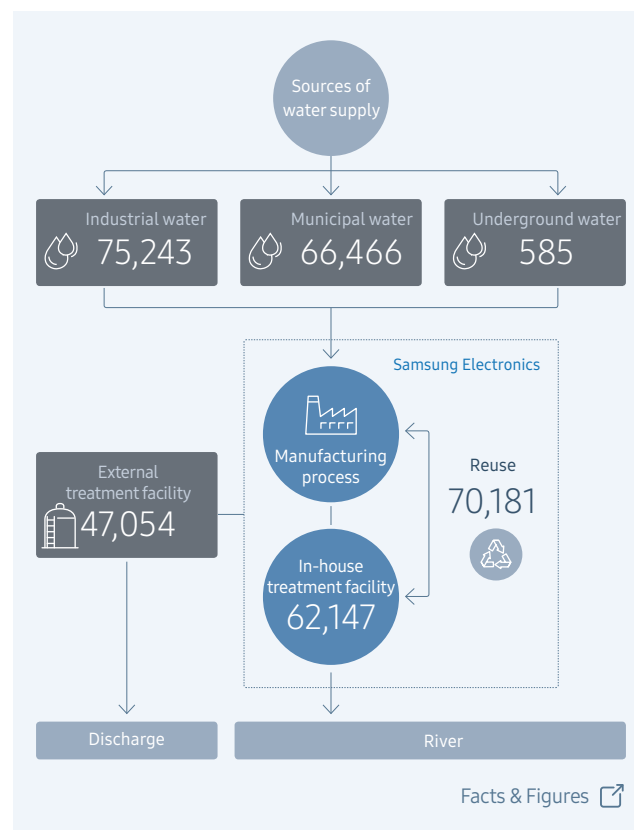 Sources of
water supply
Industrial water
75,243
Municipal water
66,466
Underground water
585
Samsung Electronics
Manufacturing
process
Reuse
70,181
External
treatment facility
47,054
In-house
treatment facility
62,147
Discharge
River
Facts & Figures